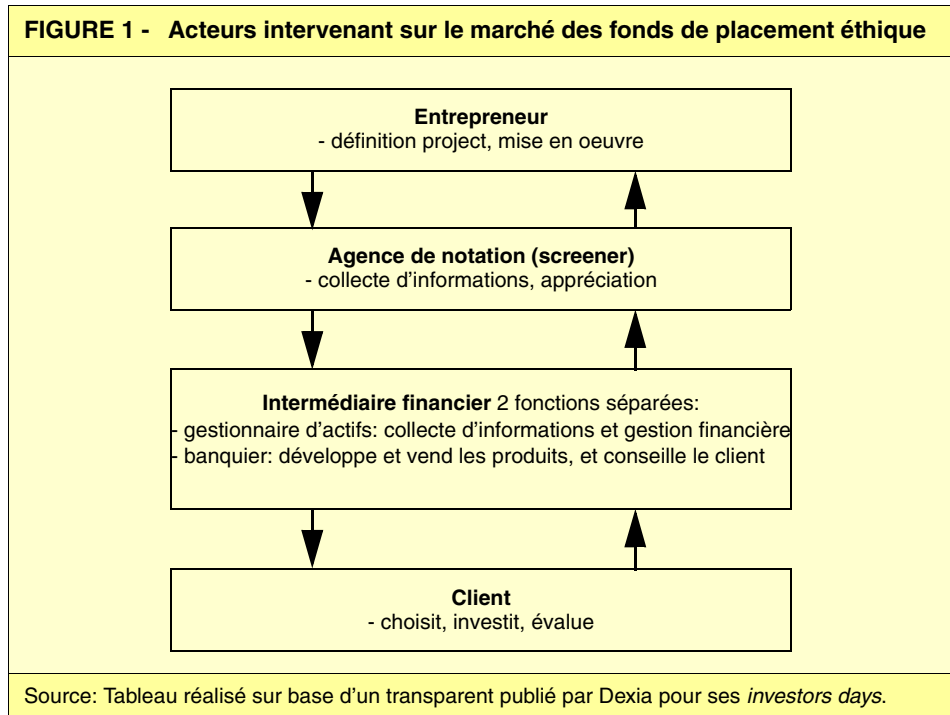 FIGURE 1 - Acteurs intervenant sur le marché des fonds de placement éthique
Entrepreneur
- définition project, mise en oeuvre
Agence de notation (screener)
- collecte d'informations, appréciation
Intermédiaire financier 2 fonctions séparées:
- gestionnaire d'actifs: collecte d'informations et gestion financière
- banquier: développe et vend les produits, et conseille le client
Client
- choisit, investit, évalue
Source: Tableau réalisé sur base d'un transparent publié par Dexia pour ses investors days.